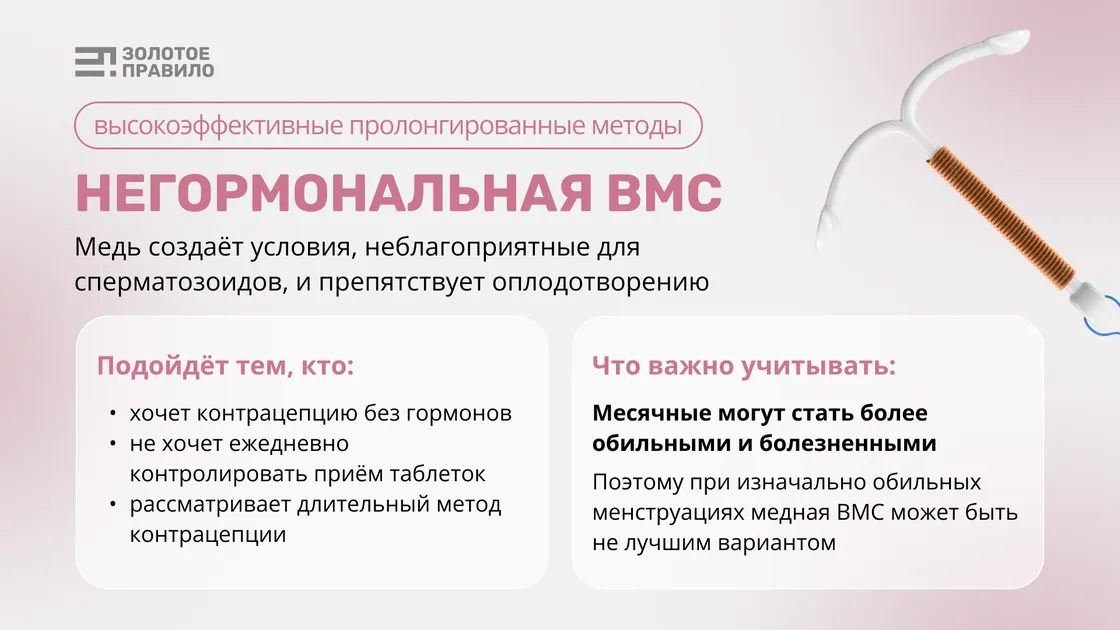 ЗОЛОТОЕ
ПРАВИЛО
высокоэффективные пролонгированные методы
НЕГОРМОНАЛЬНАЯ ВМС
Медь создаёт условия, неблагоприятные для
сперматозоидов, и препятствует оплодотворению
Подойдёт тем, кто:
• хочет контрацепцию без гормонов
• не хочет ежедневно
контролировать приём таблеток
• рассматривает длительный метод
контрацепции
Что важно учитывать:
Месячные могут стать более
обильными и болезненными
Поэтому при изначально обильных
менструациях медная ВМС может быть
не лучшим вариантом